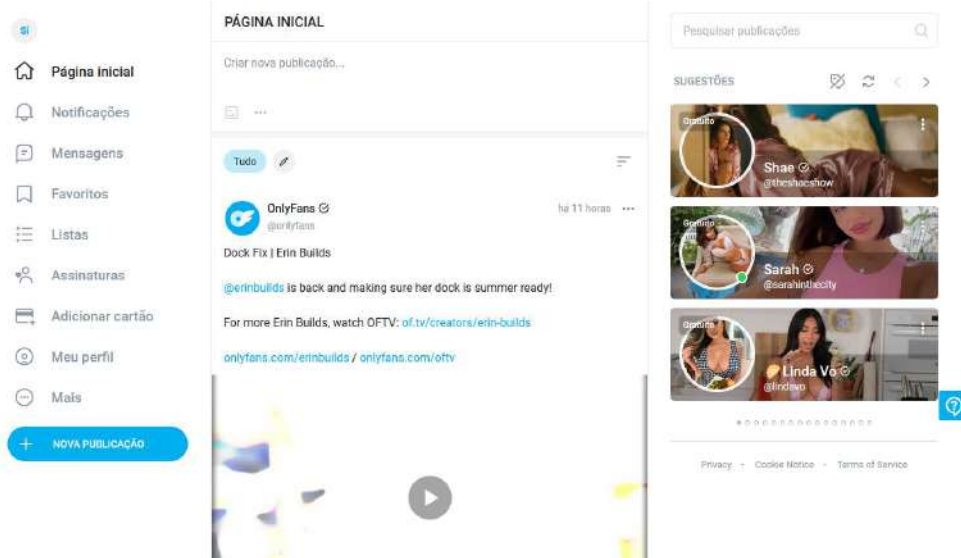 si
Página inicial
Notificações
Mensagens
Favoritos
Listas
Assinaturas
Adicionar cartão
Meu perfil
Mais
+ NOVA PUBLICAÇÃO
PÁGINA INICIAL
Criar nova publicação...
Tudo
OnlyFans
@onlyfans
há 11 horas
Dock Fix | Erin Builds
@erinbuilds is back and making sure her dock is summer ready!
For more Erin Builds, watch OFTV: of.tv/creators/erin-builds
onlyfans.com/erinbuilds / onlyfans.com/oftv
Pesquisar publicações
SUGESTÕES
Gratuito
Shae
@theshaeshow
Gratuito
Sarah
@sarahinthecity
Gratuito
Linda Vo
@lindavo
Privacy - Cookie Notice - Terms of Service